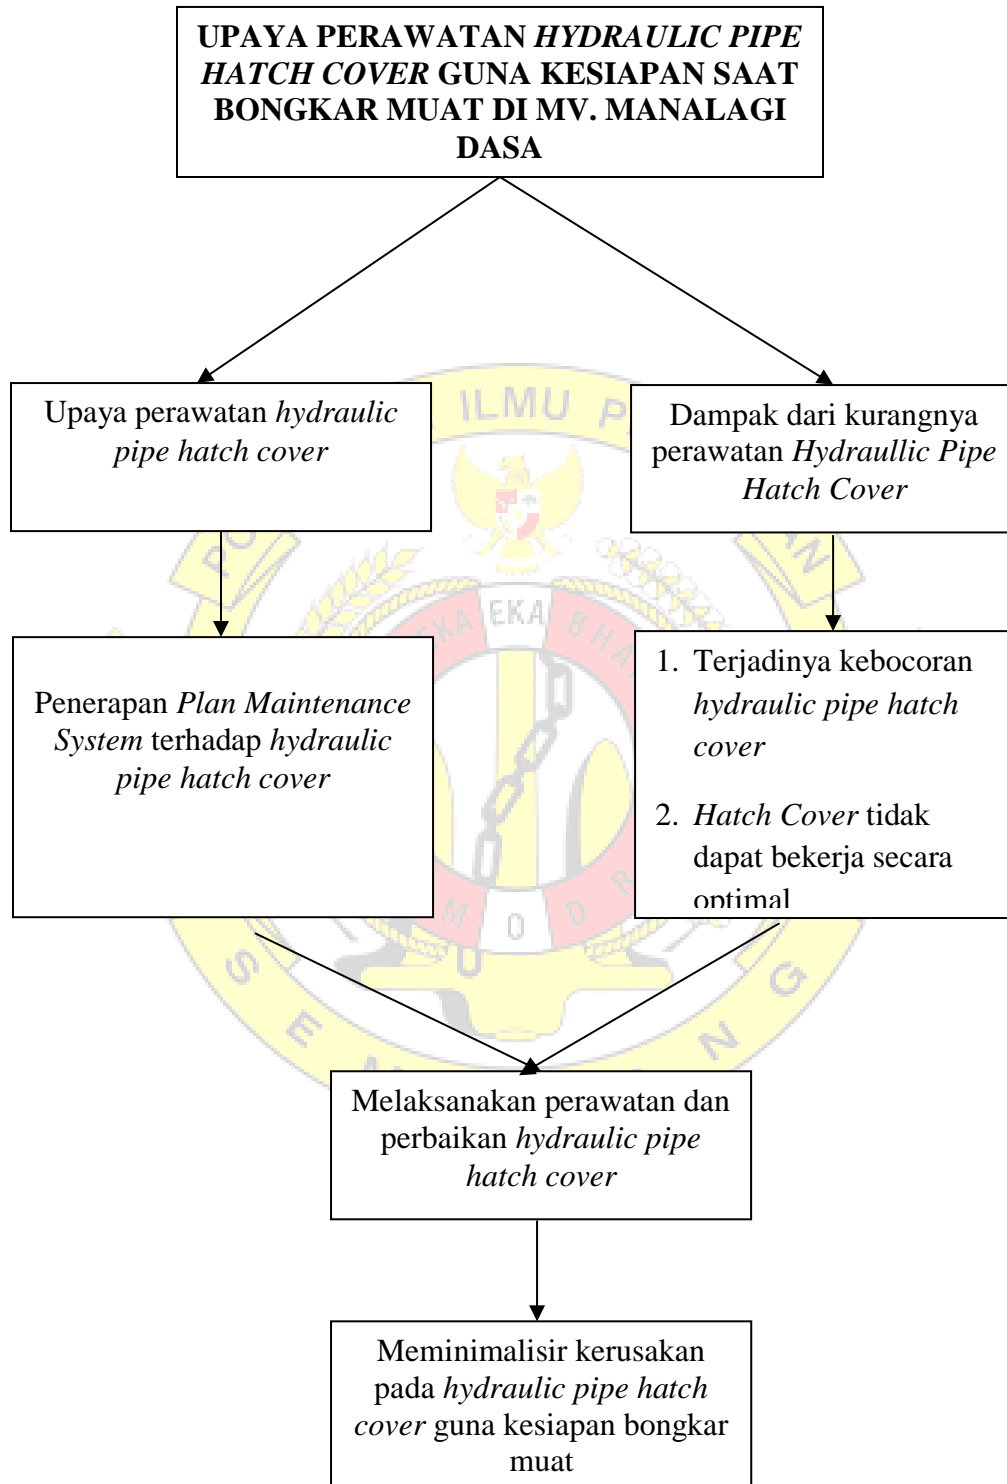 UPAYA PERAWATAN HYDRAULIC PIPE
HATCH COVER GUNA KESIAPAN SAAT
BONGKAR MUAT DI MV. MANALAGI
DASA
Upaya perawatan hydraulic
pipe hatch cover
Dampak dari kurangnya
perawatan Hydraullic Pipe
Hatch Cover
Penerapan Plan Maintenance
System terhadap hydraulic
pipe hatch cover
1. Terjadinya kebocoran
hydraulic pipe hatch
cover
2. Hatch Cover tidak
dapat bekerja secara
optimal
Melaksanakan perawatan dan
perbaikan hydraulic pipe
hatch cover
Meminimalisir kerusakan
pada hydraulic pipe hatch
cover guna kesiapan bongkar
muat
ILMU
EKA